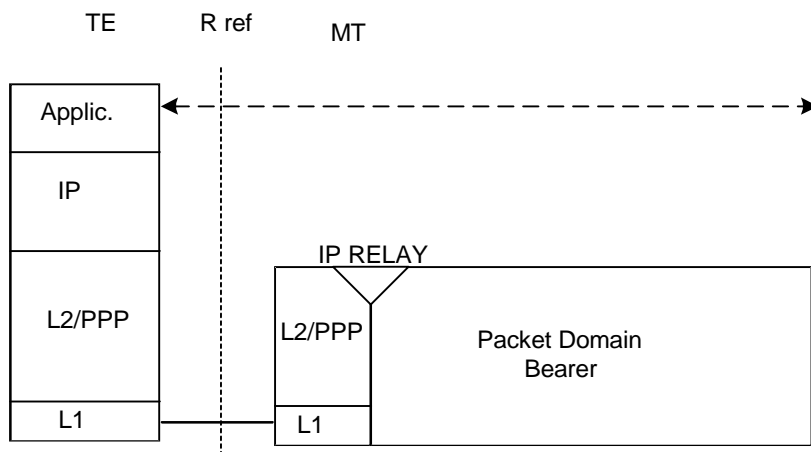 TE
R ref
MT
Applic.
IP
IP RELAY
L2/PPP
L2/PPP
Packet Domain
Bearer
L1
L1